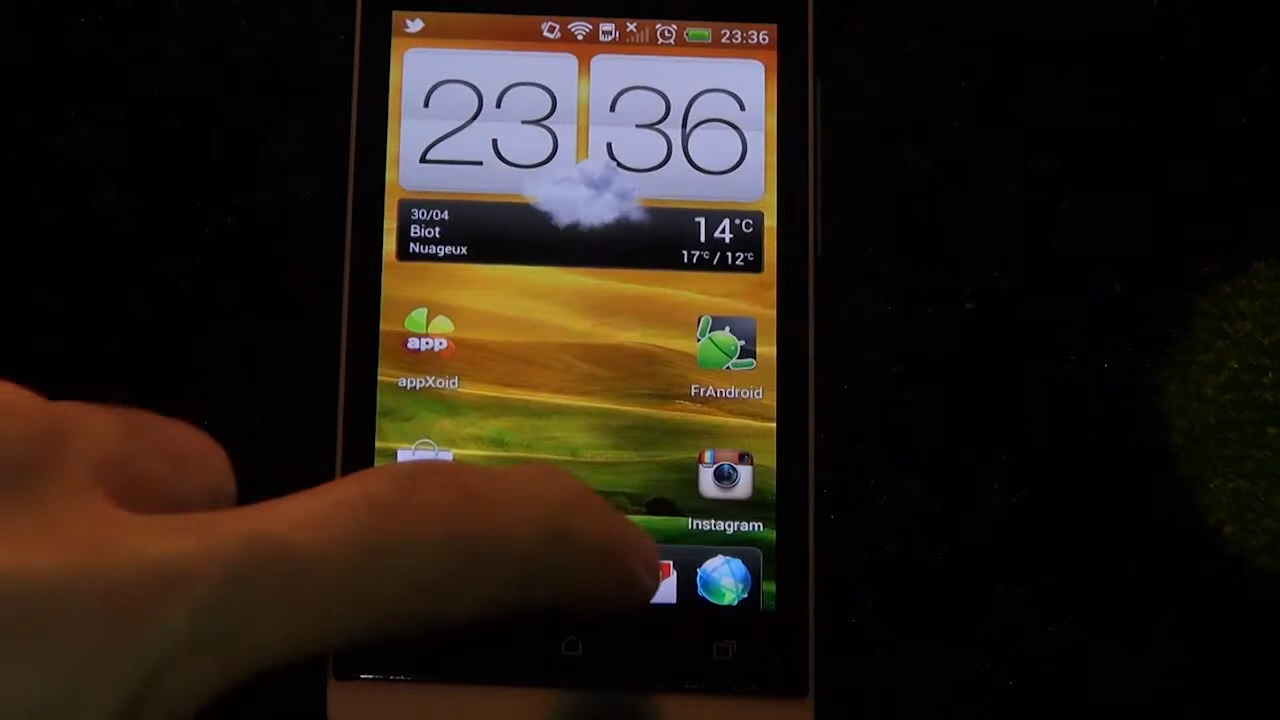 23:36
23 36
30/04
Biot
Nuageux
14°C
17°C / 12°C
app
appXoid
FrAndroid
Instagram